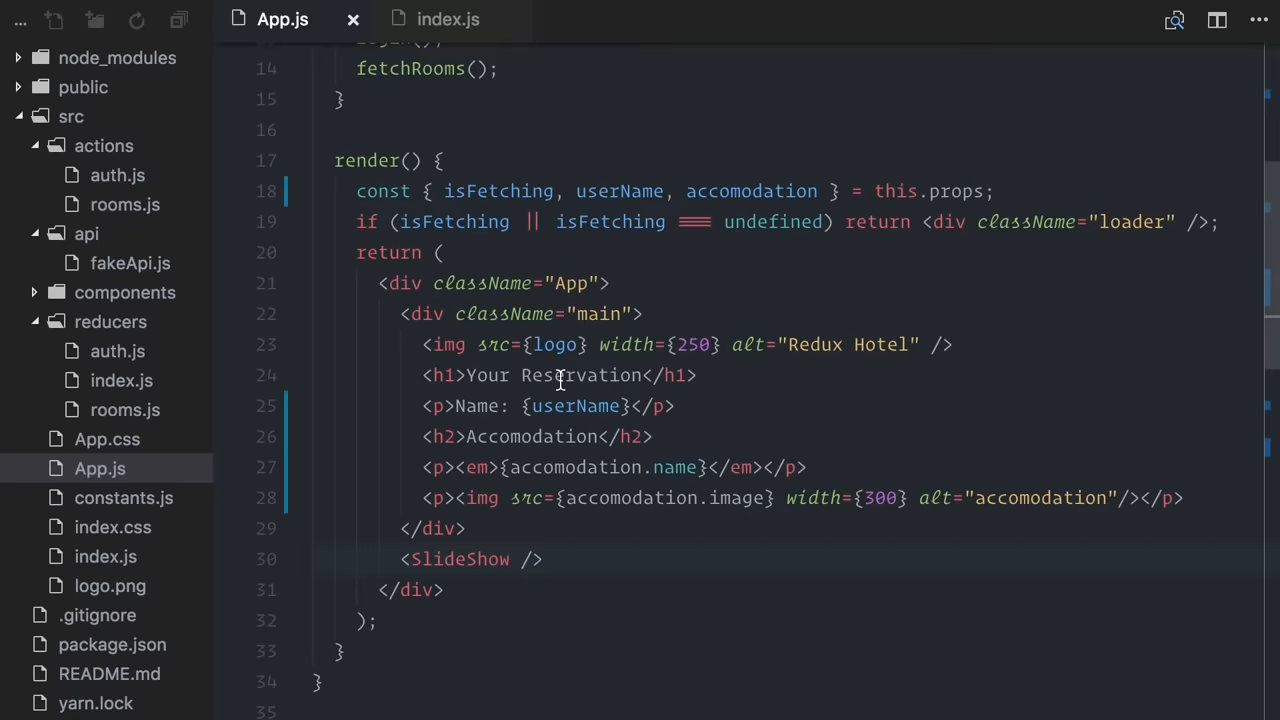 ...
App.js
index.js
node_modules
public
src
actions
auth.js
rooms.js
api
fakeApi.js
components
reducers
auth.js
index.js
rooms.js
App.css
App.js
constants.js
index.css
index.js
logo.png
.gitignore
package.json
README.md
yarn.lock
14 fetchRooms();
15 }
16
17 render() {
18 const { isFetching, userName, accomodation } = this.props;
19 if (isFetching || isFetching === undefined) return <div className="loader" />;
20 return (
21 <div className="App">
22 <div className="main">
23 <img src={logo} width={250} alt="Redux Hotel" />
24 <h1>Your Reservation</h1>
25 <p>Name: {userName}</p>
26 <h2>Accomodation</h2>
27 <p><em>{accomodation.name}</em></p>
28 <p><img src={accomodation.image} width={300} alt="accomodation"/></p>
29 </div>
30 <SlideShow />
31 </div>
32 );
33 }
34 }
35